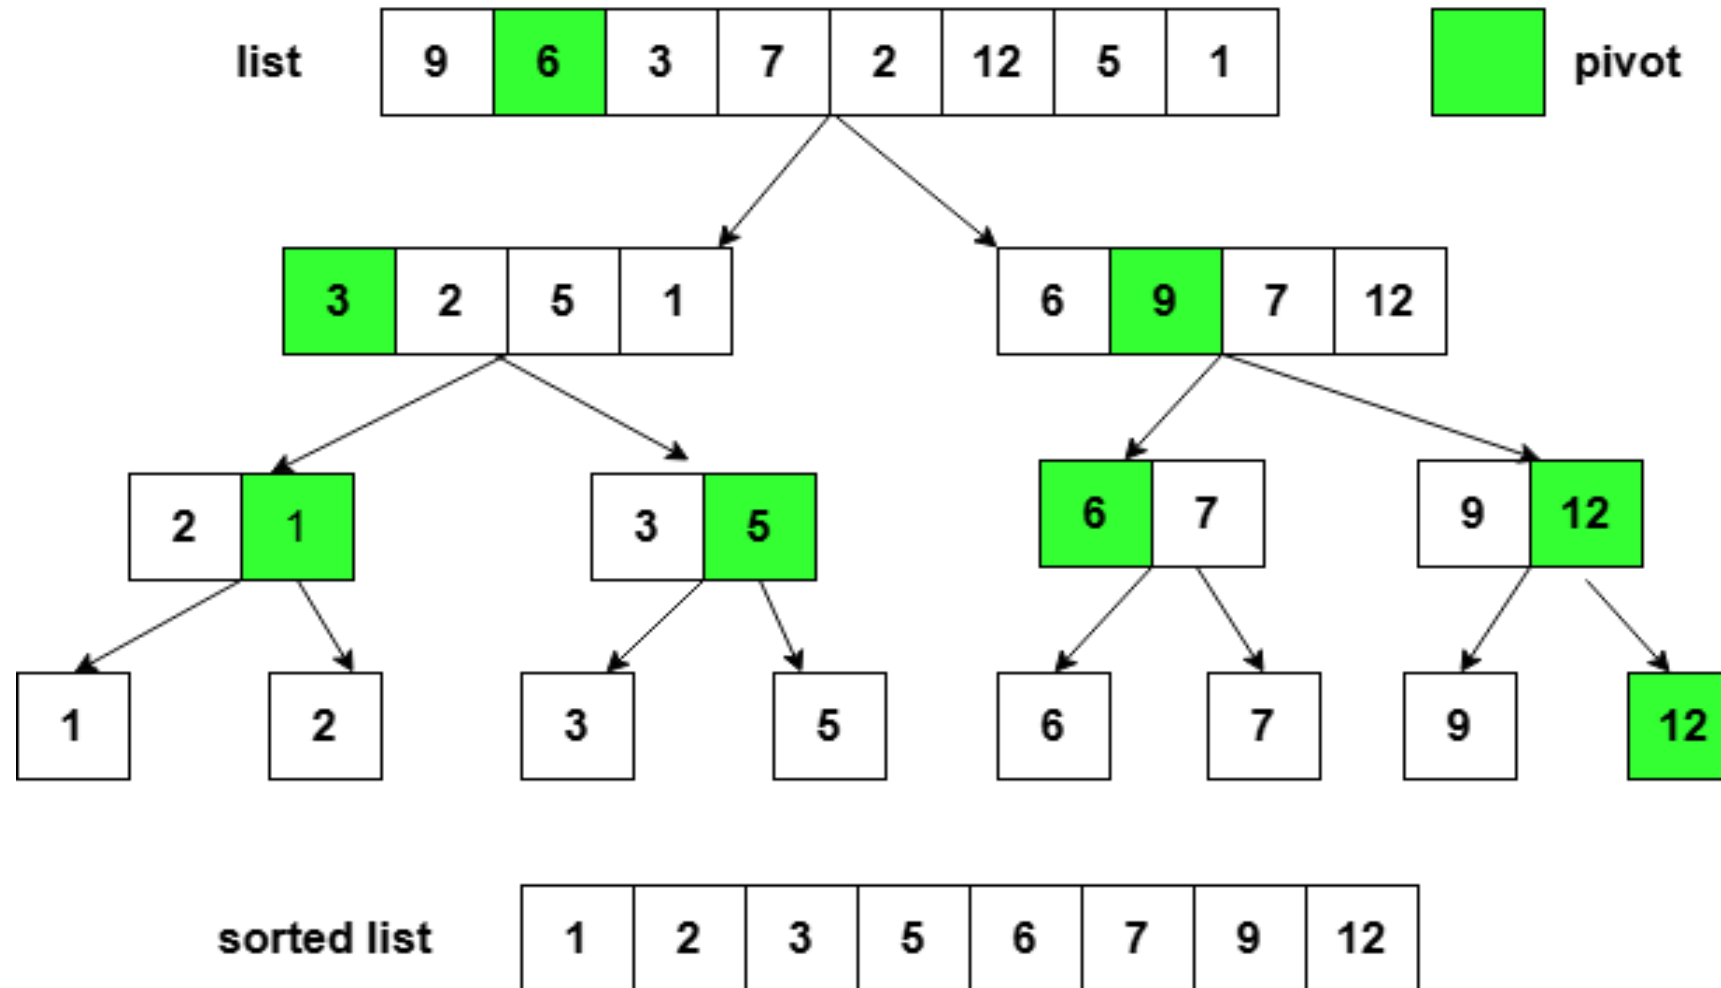 list 9 6 3 7 2 12 5 1 pivot
3 2 5 1 6 9 7 12
2 1 3 5 6 7 9 12
1 2 3 5 6 7 9 12
sorted list 1 2 3 5 6 7 9 12